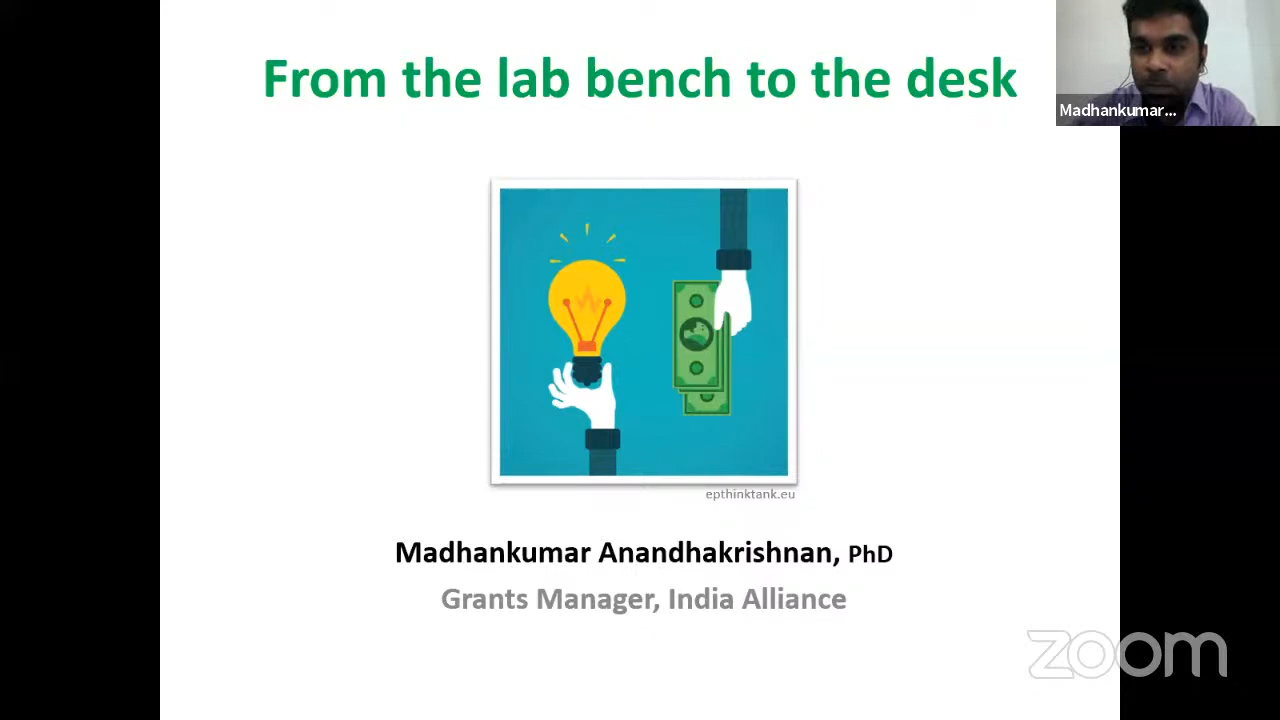 From the lab bench to the desk
Madhankumar...
epthinktank.eu
Madhankumar Anandhakrishnan, PhD
Grants Manager, India Alliance
zoom